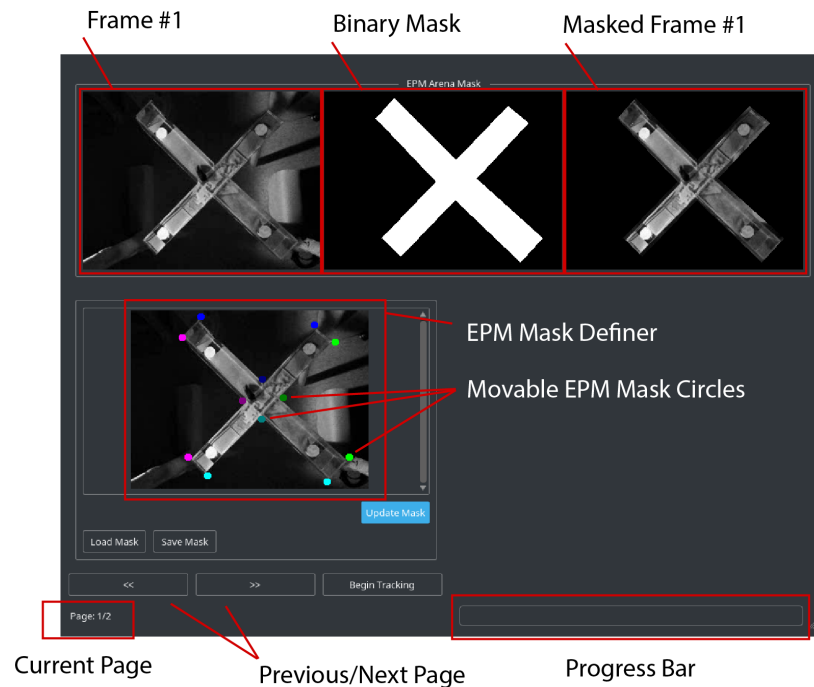 Frame #1
Binary Mask
Masked Frame #1
EPM Arena Mask
EPM Mask Definer
Movable EPM Mask Circles
Update Mask
Load Mask
Save Mask
<<
>>
Begin Tracking
Page: 1/2
Current Page
Previous/Next Page
Progress Bar